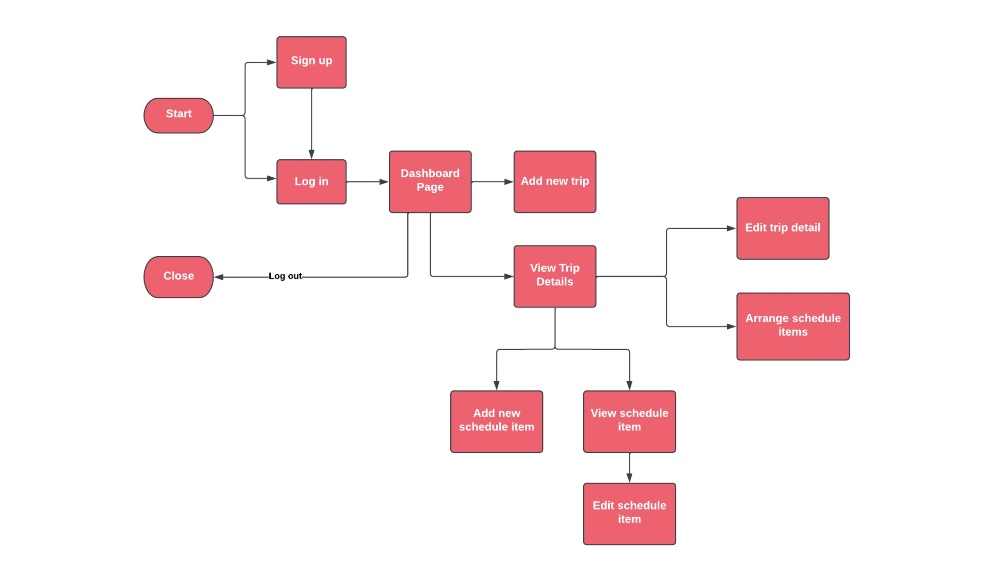 Sign up
Start
Log in
Dashboard
Page
Add new trip
Edit trip detail
Close
Log out
View Trip
Details
Arrange schedule
items
Add new
schedule item
View schedule
item
Edit schedule
item